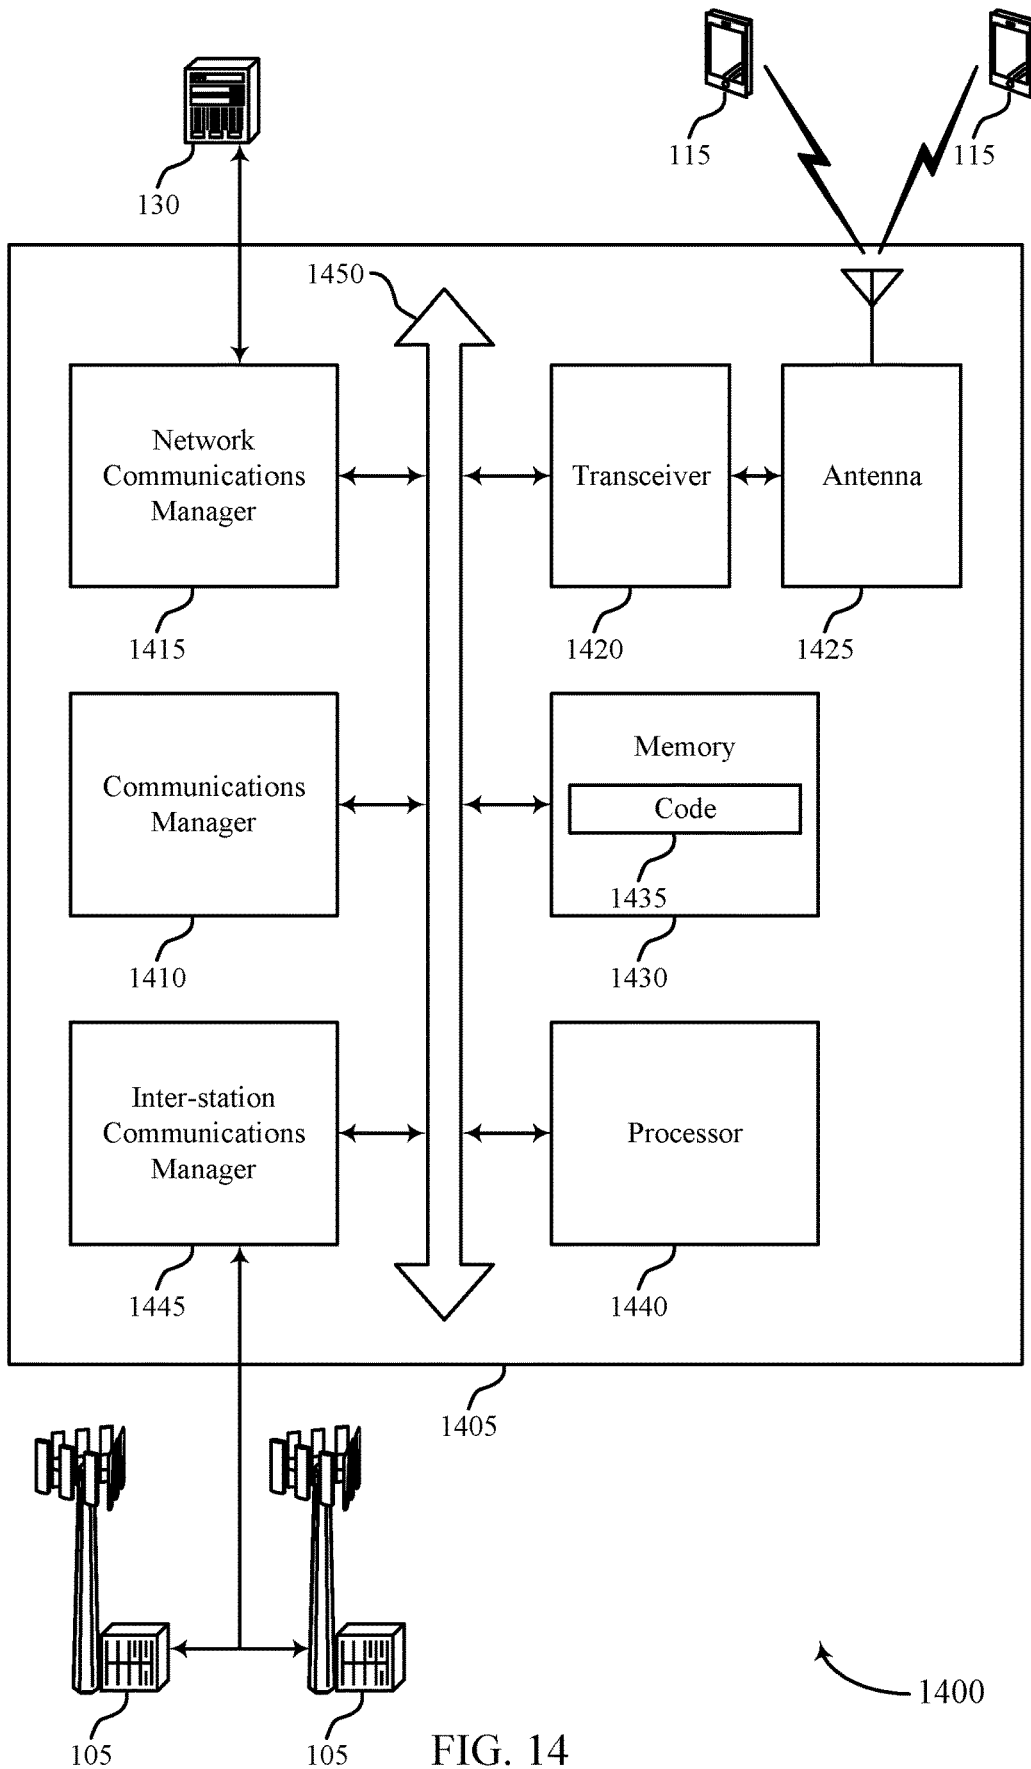 130
115
115
1450
Network
Communications
Manager
Transceiver
Antenna
1415
1420
1425
Communications
Manager
Memory
Code
1435
1410
1430
Inter-station
Communications
Manager
Processor
1445
1440
1405
105
105
1400
FIG. 14